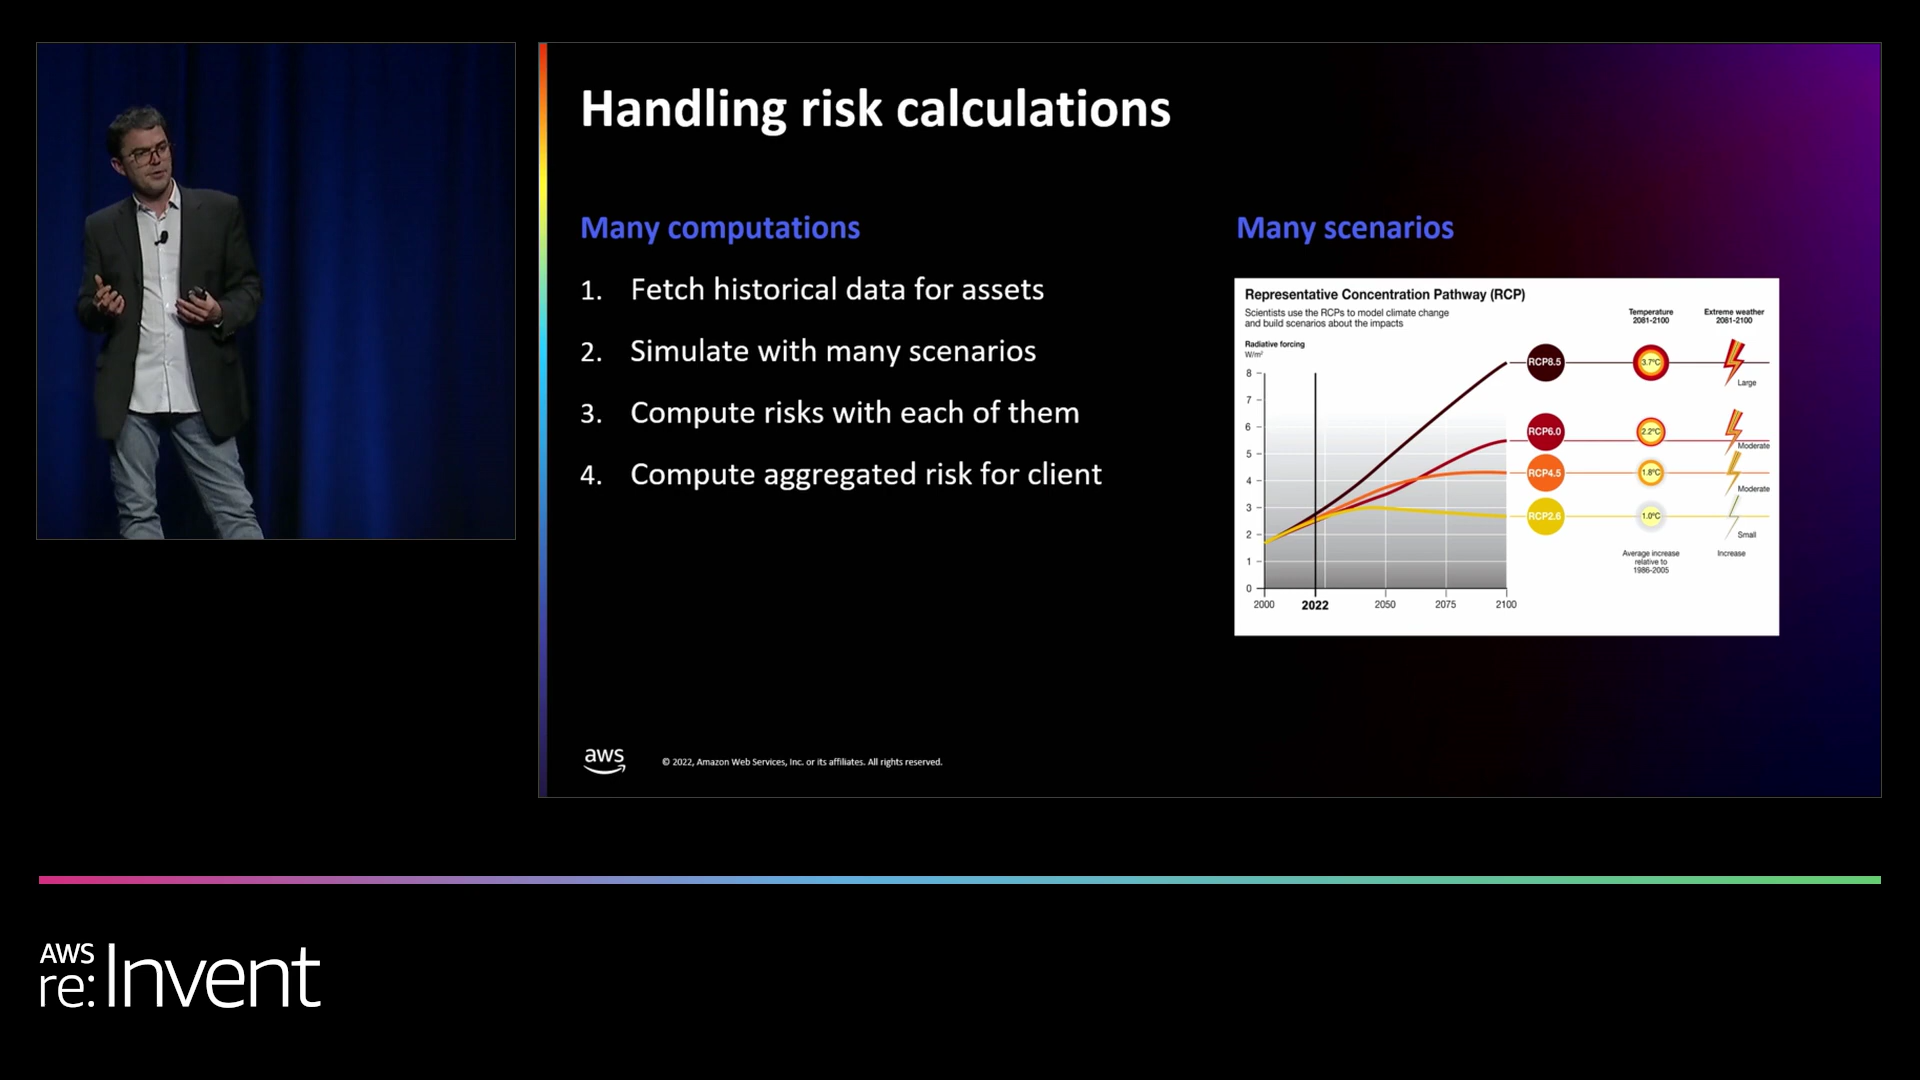 Handling risk calculations
Many computations
1. Fetch historical data for assets
2. Simulate with many scenarios
3. Compute risks with each of them
4. Compute aggregated risk for client
Many scenarios
Representative Concentration Pathway (RCP)
Scientists use the RCPs to model climate change
and build scenarios about the impacts
Temperature
2081-2100
Extreme weather
2081-2100
Radiative forcing
W/m²
8
7
6
5
4
3
2
1
0
2000
2022
2050
2075
2100
RCP8.5
3.7°C
Large
RCP6.0
2.2°C
Moderate
RCP4.5
1.8°C
Moderate
RCP2.6
1.0°C
Small
Average increase
relative to
1986-2005
Increase
aws
© 2022, Amazon Web Services, Inc. or its affiliates. All rights reserved.
AWS
re:Invent